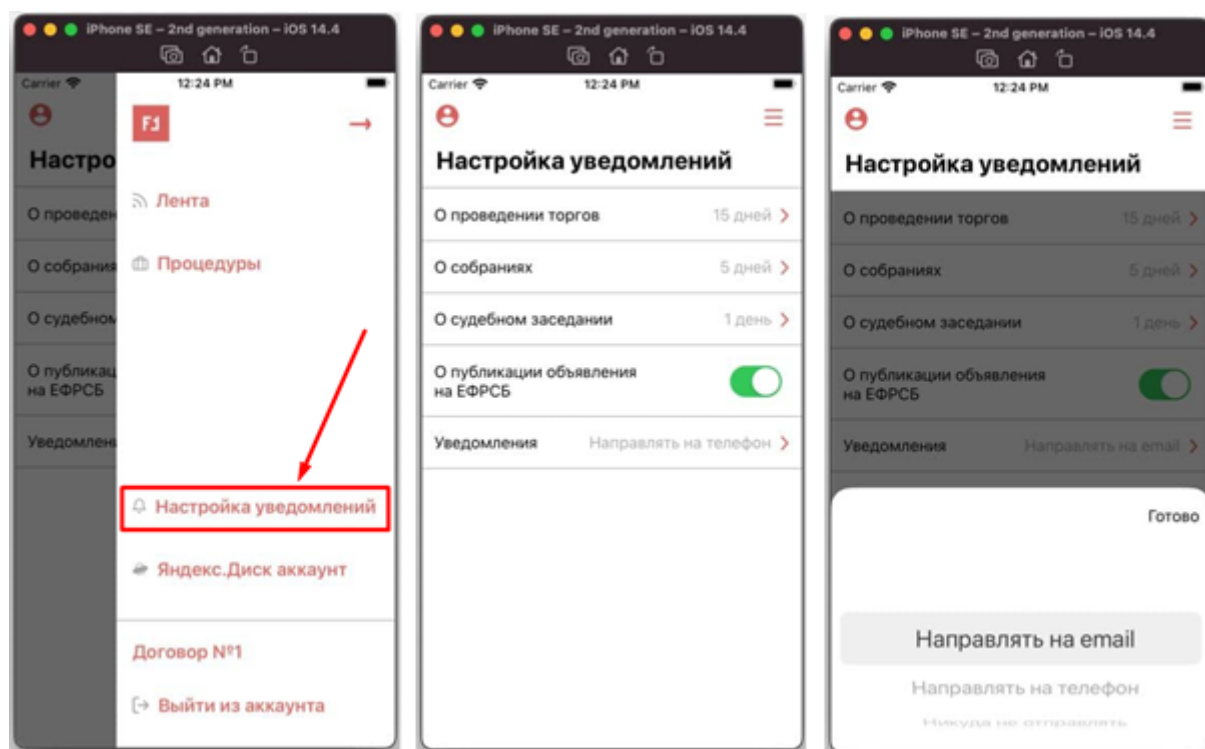 iPhone SE – 2nd generation – iOS 14.4
Carrier
12:24 PM
Настро
О проведен
О собрания
О судебном
О публикац
на ЕФРСБ
Уведомлени
Лента
Процедуры
Настройка уведомлений
Яндекс.Диск аккаунт
Договор №1
Выйти из аккаунта
iPhone SE – 2nd generation – iOS 14.4
Carrier
12:24 PM
Настройка уведомлений
О проведении торгов 15 дней
О собраниях 5 дней
О судебном заседании 1 день
О публикации объявления
на ЕФРСБ
Уведомления Направлять на телефон
iPhone SE – 2nd generation – iOS 14.4
Carrier
12:24 PM
Настройка уведомлений
О проведении торгов 15 дней
О собраниях 5 дней
О судебном заседании 1 день
О публикации объявления
на ЕФРСБ
Уведомления Направлять на email
Готово
Направлять на email
Направлять на телефон
Никуда не отправлять